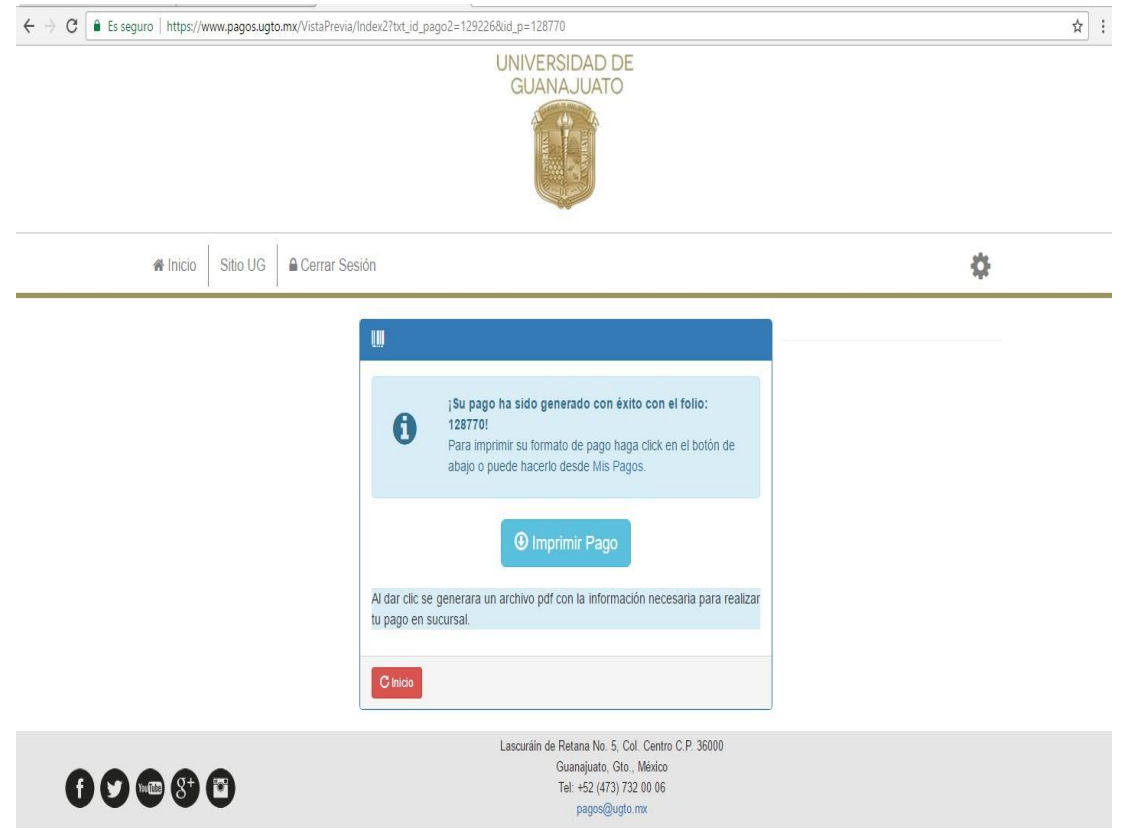 Es seguro | https://www.pagos.ugto.mx/VistaPrevia/Index2?txt_id_pago2=129226&id_p=128770
UNIVERSIDAD DE
GUANAJUATO
Inicio
Sitio UG
Cerrar Sesión
¡Su pago ha sido generado con éxito con el folio:
128770!
Para imprimir su formato de pago haga click en el botón de
abajo o puede hacerlo desde Mis Pagos.
Imprimir Pago
Al dar clic se generara un archivo pdf con la información necesaria para realizar
tu pago en sucursal.
Inicio
Lascuráin de Retana No. 5, Col. Centro C.P. 36000
Guanajuato, Gto., México
Tel: +52 (473) 732 00 06
pagos@ugto.mx
f
YouTube
g+